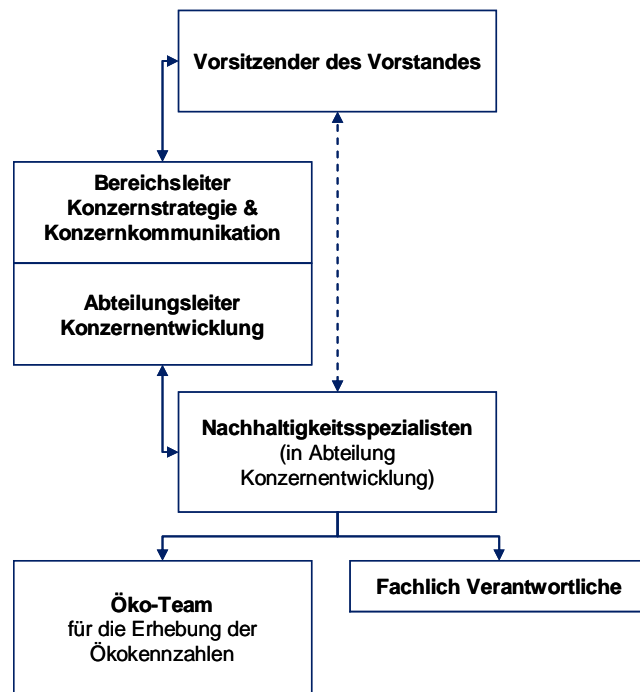 Vorsitzender des Vorstandes
Bereichsleiter
Konzernstrategie &
Konzernkommunikation
Abteilungsleiter
Konzernentwicklung
Nachhaltigkeitsspezialisten
(in Abteilung
Konzernentwicklung)
Öko-Team
für die Erhebung der
Ökokennzahlen
Fachlich Verantwortliche